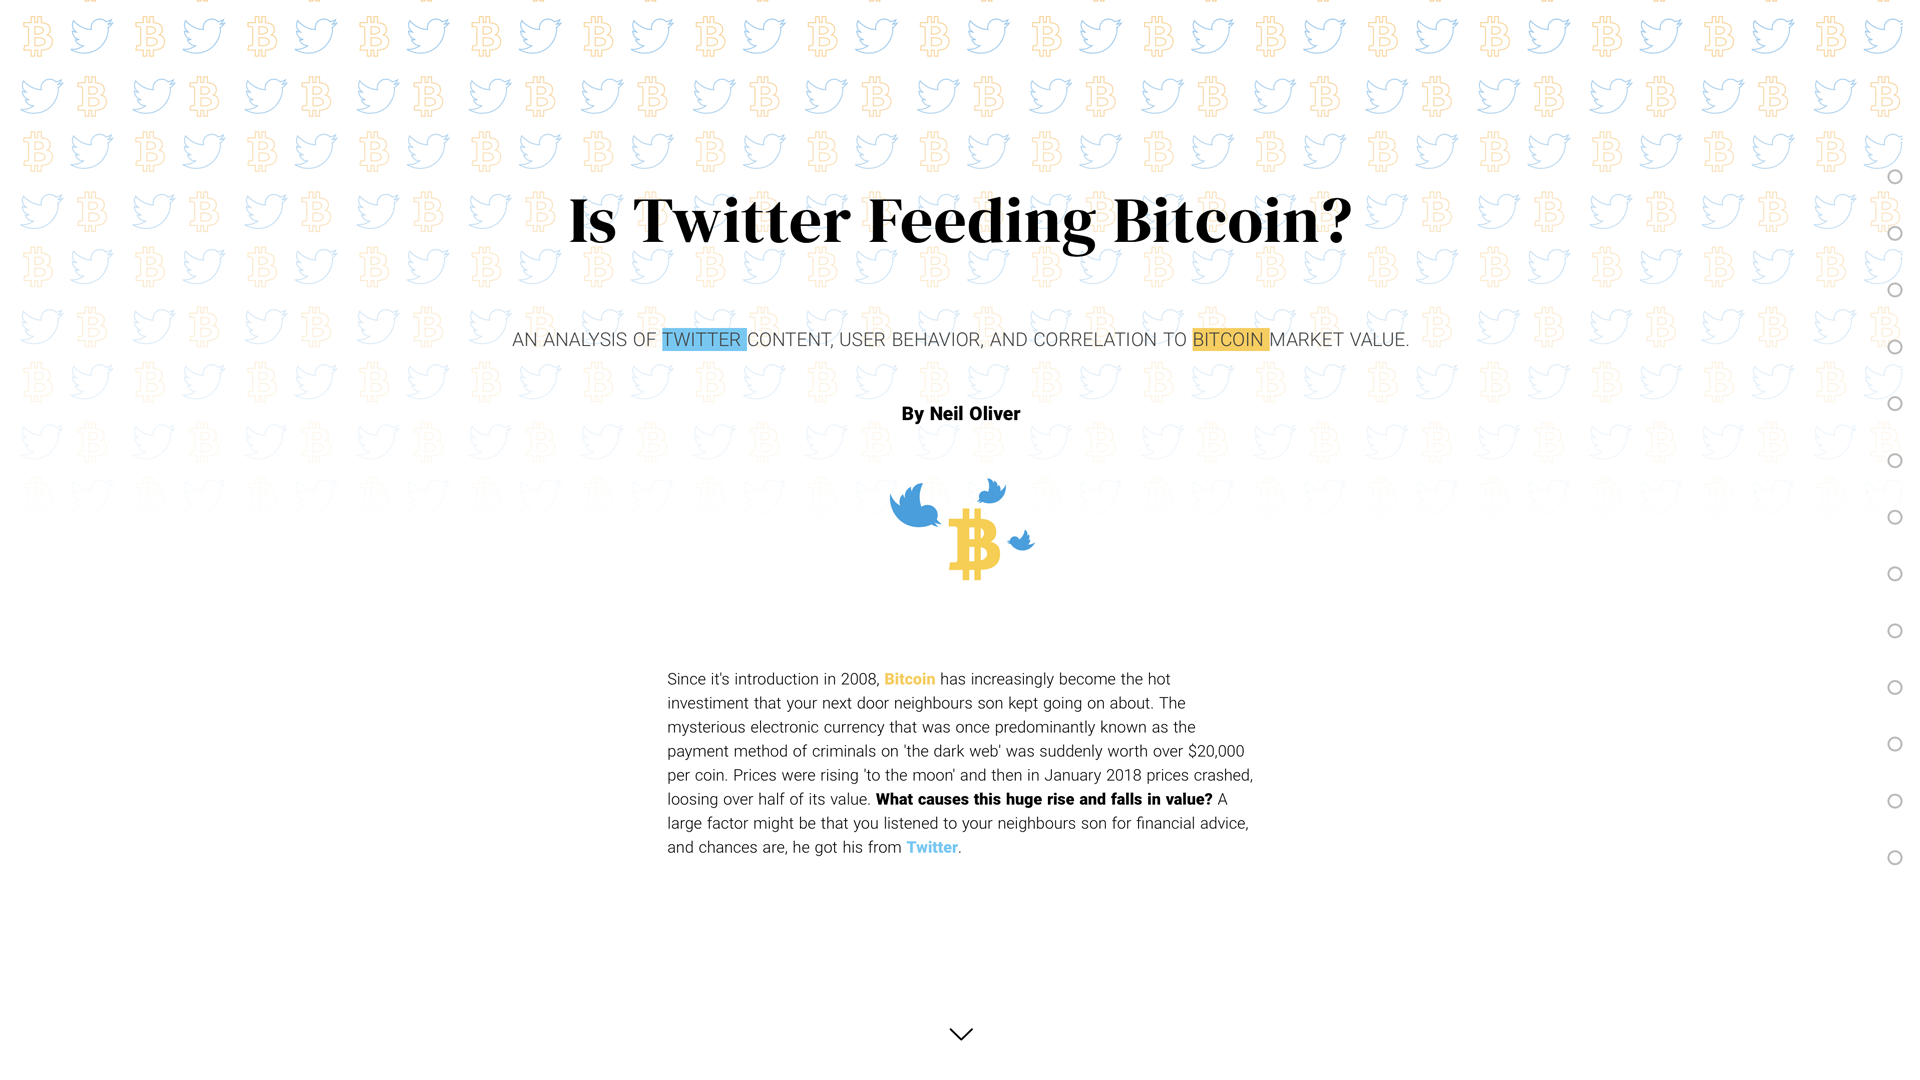 Is Twitter Feeding Bitcoin?
AN ANALYSIS OF TWITTER CONTENT, USER BEHAVIOR, AND CORRELATION TO BITCOIN MARKET VALUE.
By Neil Oliver
Since it's introduction in 2008, Bitcoin has increasingly become the hot
investiment that your next door neighbours son kept going on about. The
mysterious electronic currency that was once predominantly known as the
payment method of criminals on 'the dark web' was suddenly worth over $20,000
per coin. Prices were rising 'to the moon' and then in January 2018 prices crashed,
loosing over half of its value. What causes this huge rise and falls in value? A
large factor might be that you listened to your neighbours son for financial advice,
and chances are, he got his from Twitter.